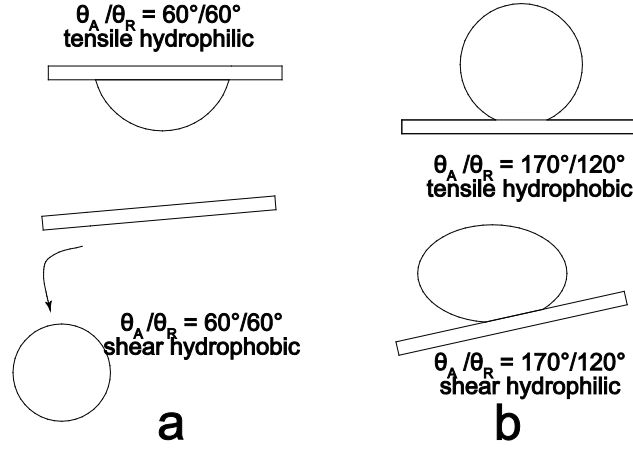 θA /θR = 60°/60°
tensile hydrophilic
θA /θR = 60°/60°
shear hydrophobic
a
θA /θR = 170°/120°
tensile hydrophobic
θA /θR = 170°/120°
shear hydrophilic
b